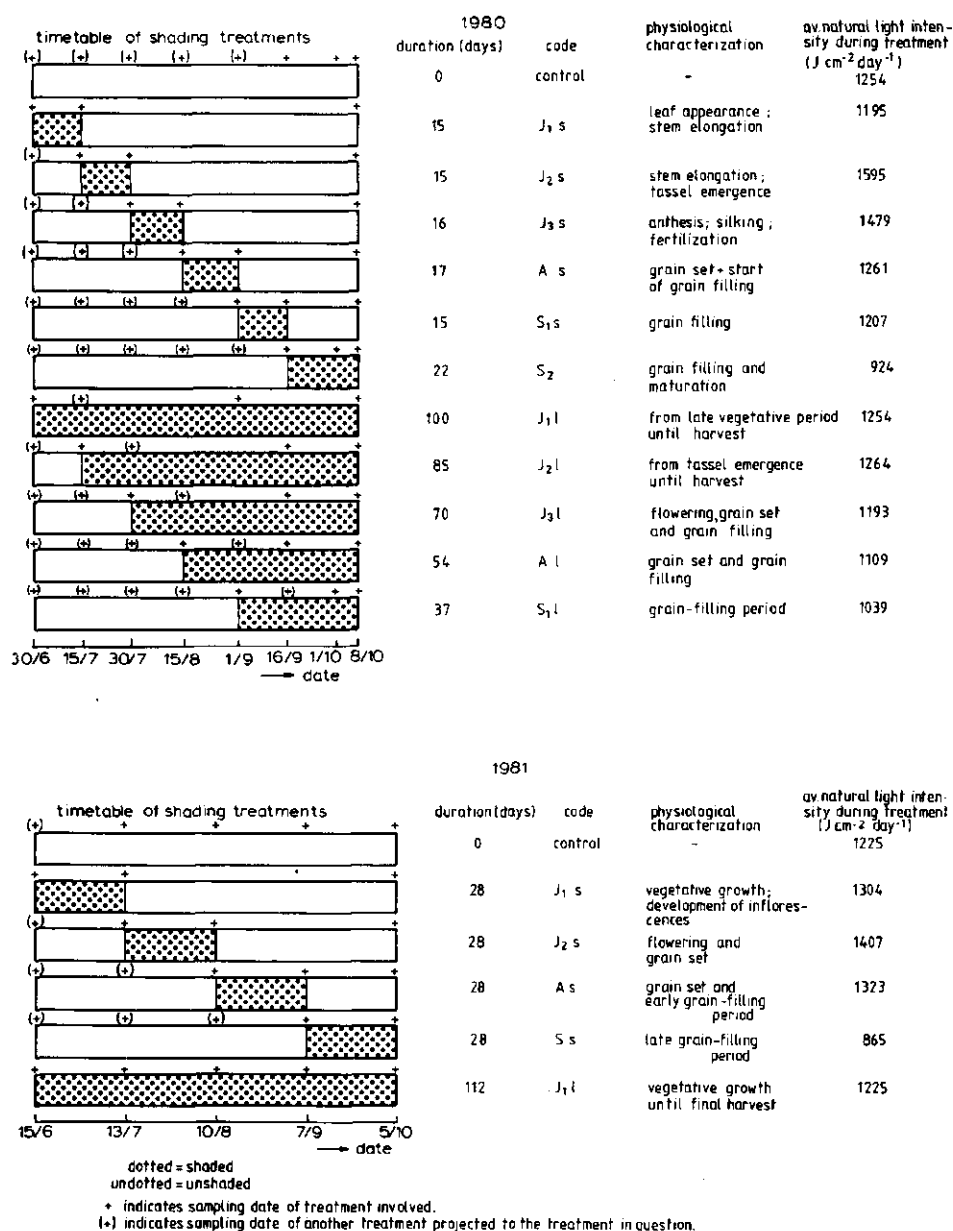 1980
timetable of shading treatments
duration (days) code physiological characterization av. natural light intensity during treatment (J cm⁻² day⁻¹)
(+) (+) (+) (+) (+) + + +
0 control - 1254
+ + +
15 J₁ s leaf appearance ; stem elongation 1195
(+) + + +
15 J₂ s stem elongation ; tassel emergence 1595
(+) (+) + + +
16 J₃ s anthesis ; silking ; fertilization 1479
(+) (+) (+) + + +
17 A s grain set + start of grain filling 1261
(+) (+) (+) (+) + + +
15 S₁ s grain filling 1207
(+) (+) (+) (+) (+) + + +
22 S₂ grain filling and maturation 924
+ (+) + +
100 J₁ l from late vegetative period until harvest 1254
(+) + (+) + +
85 J₂ l from tassel emergence until harvest 1264
(+) (+) + (+) + +
70 J₃ l flowering, grain set and grain filling 1193
(+) (+) (+) + (+) + +
54 A l grain set and grain filling 1109
(+) (+) (+) (+) + (+) + +
37 S₁ l grain-filling period 1039
30/6 15/7 30/7 15/8 1/9 16/9 1/10 8/10
→ date
1981
timetable of shading treatments
duration (days) code physiological characterization av. natural light intensity during treatment (J cm⁻² day⁻¹)
(+) + + + +
0 control - 1225
+ + + +
28 J₁ s vegetative growth ; development of inflorescences 1304
(+) + + +
28 J₂ s flowering and grain set 1407
(+) (+) + + +
28 A s grain set and early grain-filling period 1323
(+) (+) (+) + +
28 S s late grain-filling period 865
+ + + + +
112 J₁ l vegetative growth until final harvest 1225
15/6 13/7 10/8 7/9 5/10
→ date
dotted = shaded
undotted = unshaded
+ indicates sampling date of treatment involved.
(+) indicates sampling date of another treatment projected to the treatment in question.